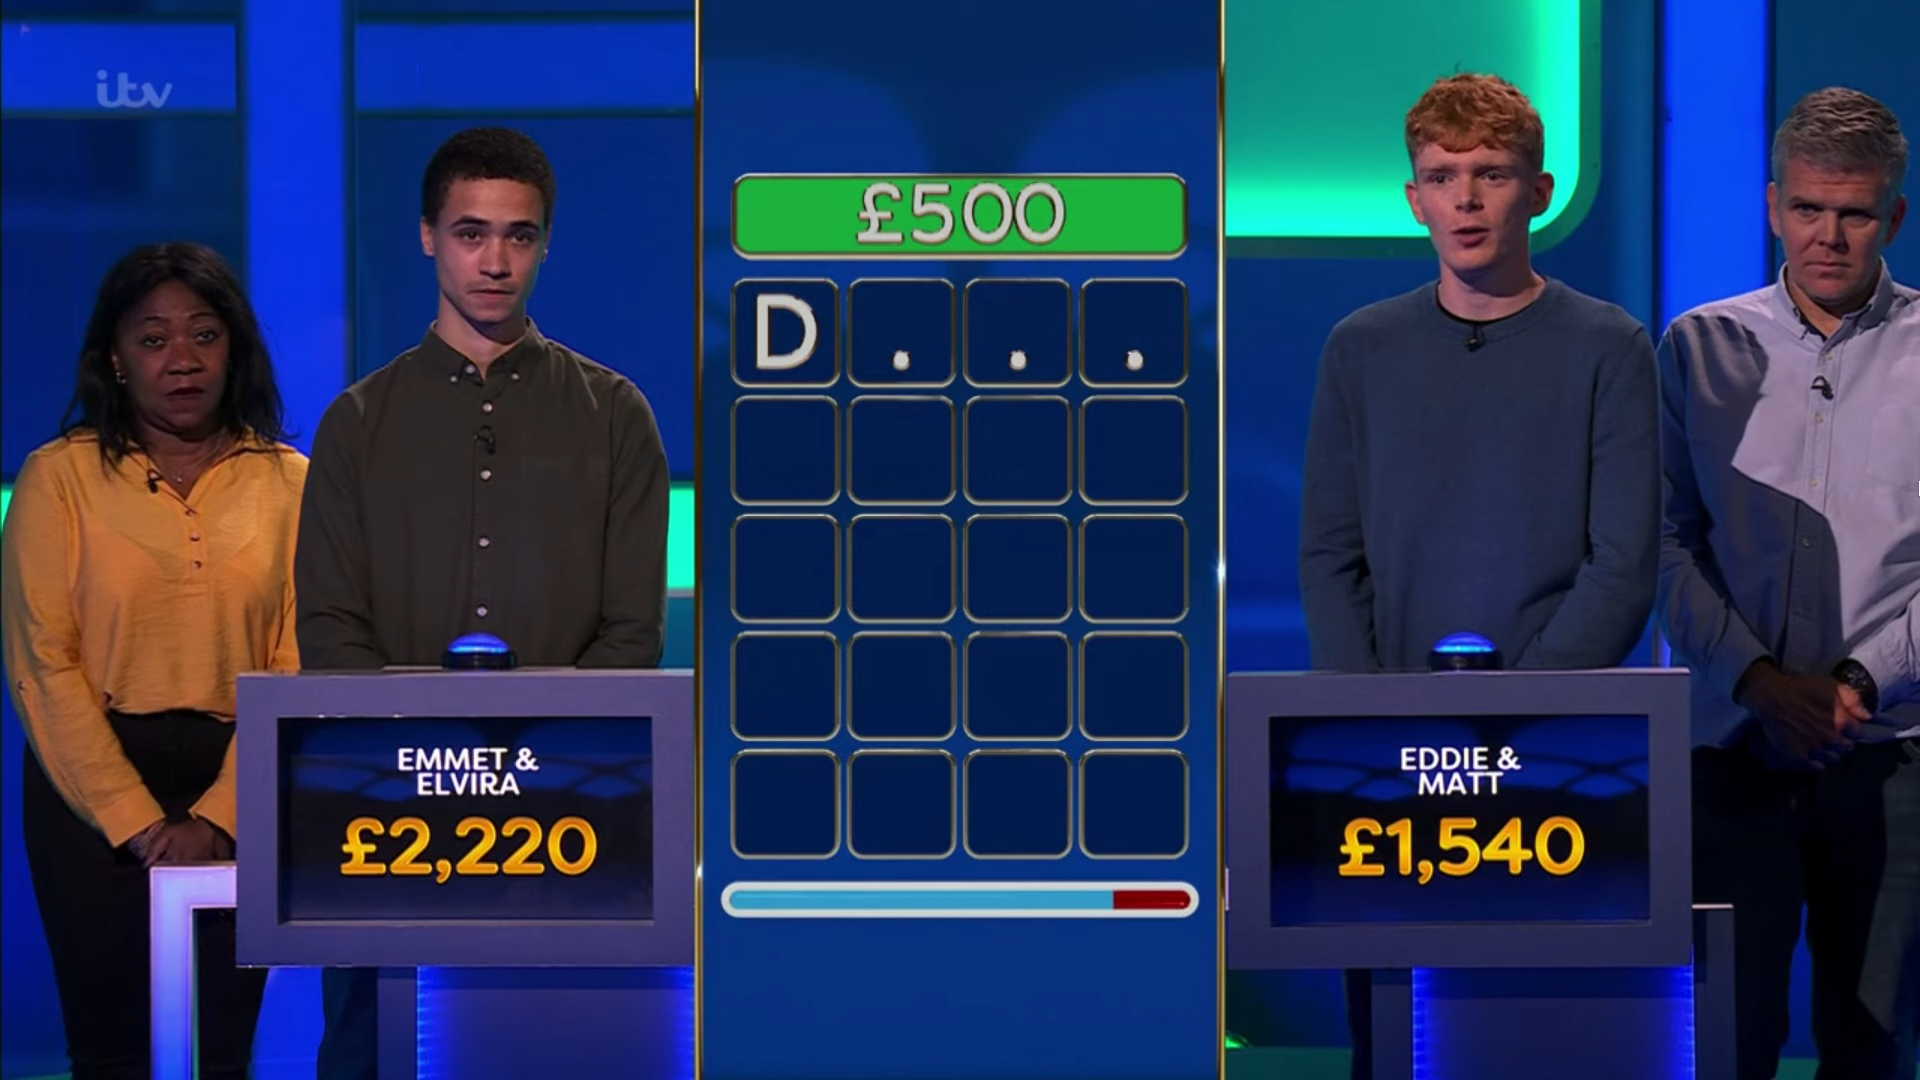 itv
£500
D...
EMMET &
ELVIRA
£2,220
EDDIE &
MATT
£1,540